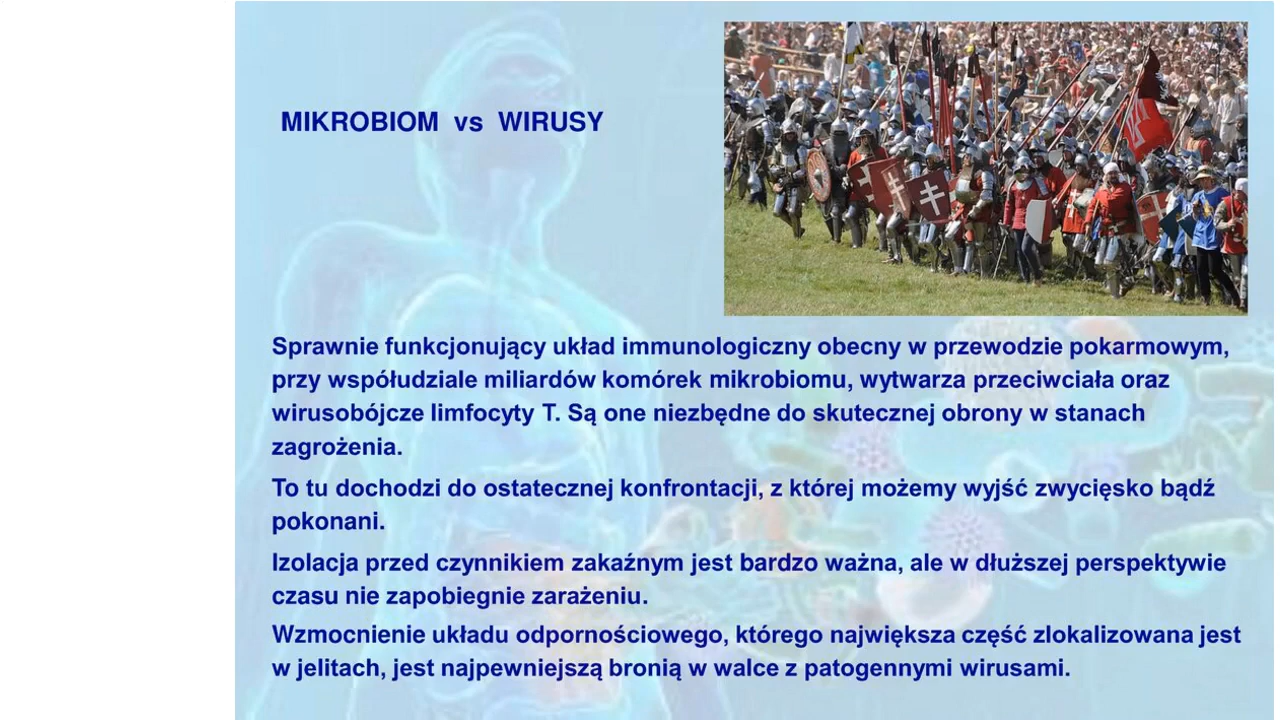 MIKROBIOM vs WIRUSY
Sprawnie funkcjonujący układ immunologiczny obecny w przewodzie pokarmowym,
przy współudziale miliardów komórek mikrobiomu, wytwarza przeciwciała oraz
wirusobójcze limfocyty T. Są one niezbędne do skutecznej obrony w stanach
zagrożenia.
To tu dochodzi do ostatecznej konfrontacji, z której możemy wyjść zwycięsko bądź
pokonani.
Izolacja przed czynnikiem zakaźnym jest bardzo ważna, ale w dłuższej perspektywie
czasu nie zapobiegnie zarażeniu.
Wzmocnienie układu odpornościowego, którego największa część zlokalizowana jest
w jelitach, jest najpewniejszą bronią w walce z patogennymi wirusami.